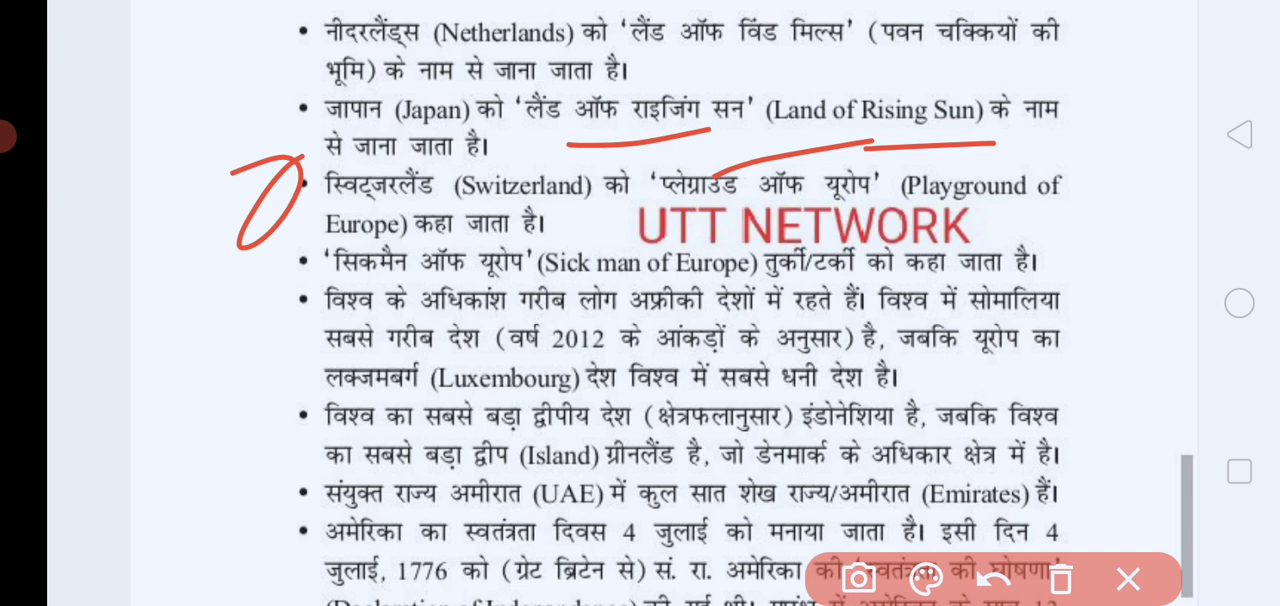 • नीदरलैंड्स (Netherlands) को 'लैंड ऑफ विंड मिल्स' (पवन चक्कियों की
भूमि) के नाम से जाना जाता है।
• जापान (Japan) को 'लैंड ऑफ राइजिंग सन' (Land of Rising Sun) के नाम
से जाना जाता है।
• स्विट्जरलैंड (Switzerland) को 'प्लेग्राउंड ऑफ यूरोप' (Playground of
Europe) कहा जाता है।
UTT NETWORK
• 'सिकमैन ऑफ यूरोप' (Sick man of Europe) तुर्की/टर्की को कहा जाता है।
• विश्व के अधिकांश गरीब लोग अफ्रीकी देशों में रहते हैं। विश्व में सोमालिया
सबसे गरीब देश (वर्ष 2012 के आंकड़ों के अनुसार) है, जबकि यूरोप का
लक्जमबर्ग (Luxembourg) देश विश्व में सबसे धनी देश है।
• विश्व का सबसे बड़ा द्वीपीय देश (क्षेत्रफलानुसार) इंडोनेशिया है, जबकि विश्व
का सबसे बड़ा द्वीप (Island) ग्रीनलैंड है, जो डेनमार्क के अधिकार क्षेत्र में है।
• संयुक्त राज्य अमीरात (UAE) में कुल सात शेख राज्य/अमीरात (Emirates) हैं।
• अमेरिका का स्वतंत्रता दिवस 4 जुलाई को मनाया जाता है। इसी दिन 4
जुलाई, 1776 को (ग्रेट ब्रिटेन से) सं. रा. अमेरिका की 'स्वतंत्रता की घोषणा'